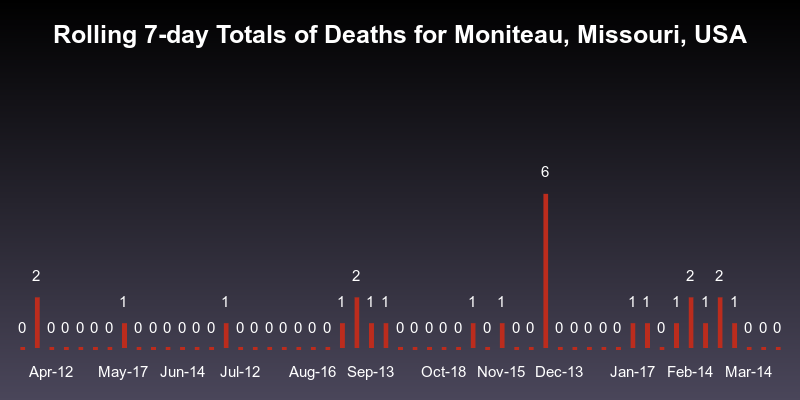 Rolling 7-day Totals of Deaths for Moniteau, Missouri, USA
6
2 2 2 2
1 1 1 1 1 1 1 1 1 1 1 1
0 0 0 0 0 0 0 0 0 0 0 0 0 0 0 0 0 0 0 0 0 0 0 0 0 0 0 0 0 0 0 0 0 0 0 0
Apr-12 May-17 Jun-14 Jul-12 Aug-16 Sep-13 Oct-18 Nov-15 Dec-13 Jan-17 Feb-14 Mar-14